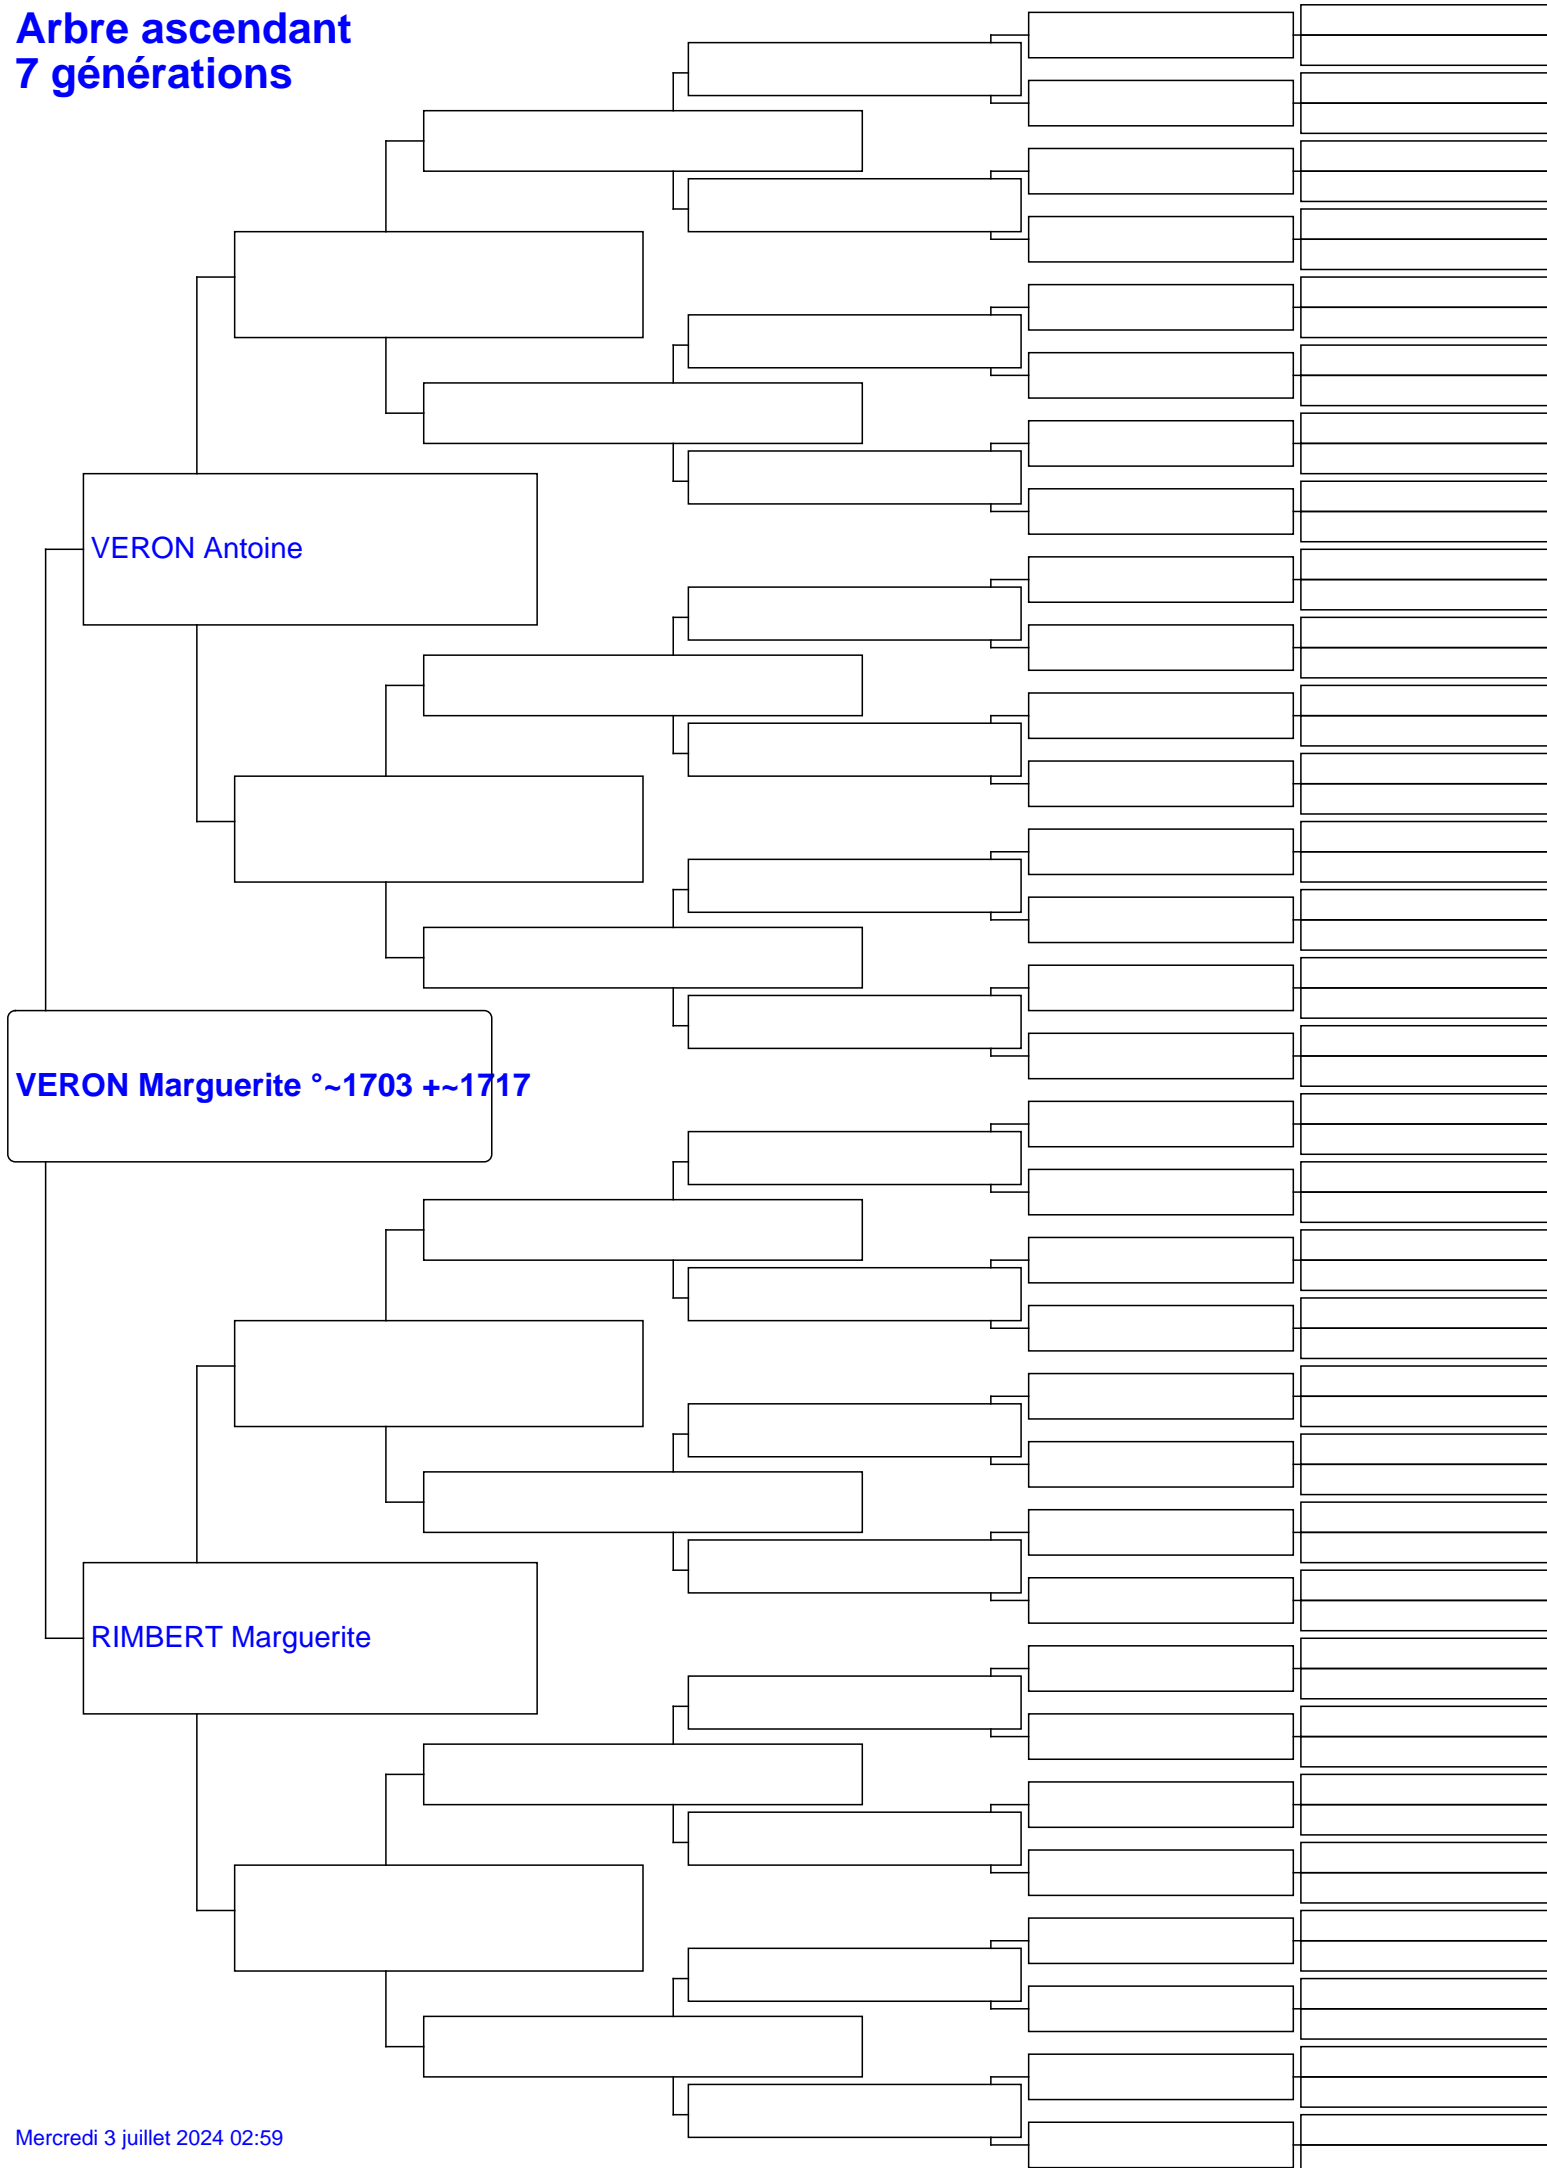 Arbre ascendant
7 générations
VERON Antoine
VERON Marguerite °~1703 +~1717
RIMBERT Marguerite
Mercredi 3 juillet 2024 02:59